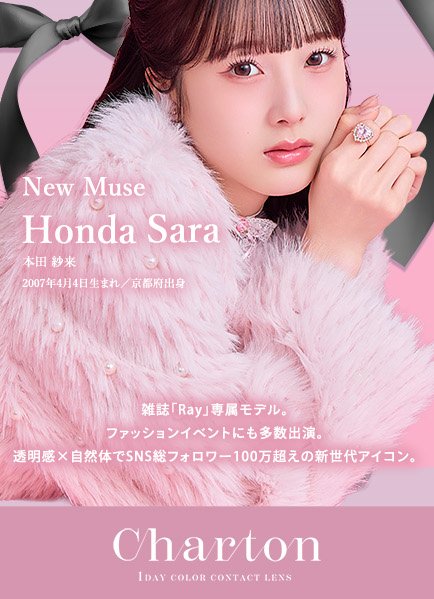 New Muse
Honda Sara
本田 紗来
2007年4月4日生まれ／京都府出身
雑誌「Ray」専属モデル。
ファッションイベントにも多数出演。
透明感×自然体でSNS総フォロワー100万超えの新世代アイコン。
Charton
1DAY COLOR CONTACT LENS